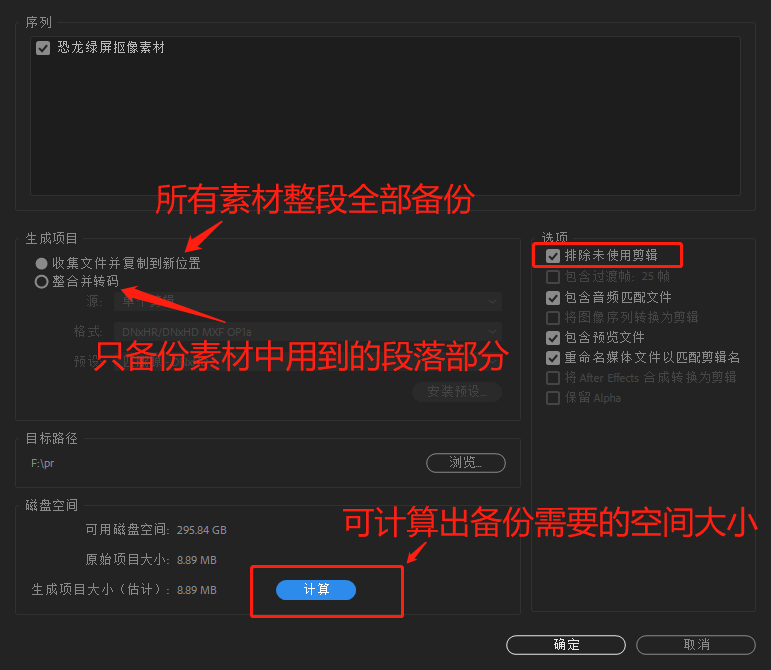 序列
恐龙绿屏抠像素材
所有素材整段全部备份
生成项目
收集文件并复制到新位置
整合并转码
源:
格式: DNxHR/DNxHD MXF OP1a
只备份素材中用到的段落部分
安装预设...
选项
排除未使用剪辑
包含过渡帧: 25 帧
包含音频匹配文件
将图像序列转换为剪辑
包含预览文件
重命名媒体文件以匹配剪辑名
将 After Effects 合成转换为剪辑
保留 Alpha
目标路径
F:\pr
浏览...
磁盘空间
可用磁盘空间: 295.84 GB
可计算出备份需要的空间大小
原始项目大小: 8.89 MB
生成项目大小（估计）: 8.89 MB
计算
确定
取消